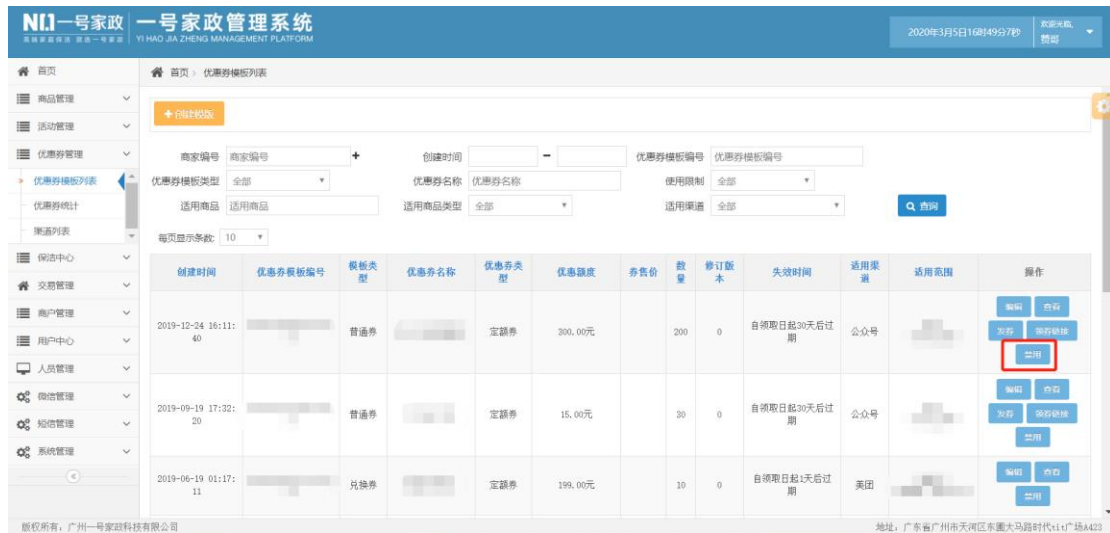 NO.1一号家政
一号家政管理系统
YI HAO JIA ZHENG MANAGEMENT PLATFORM
2020年3月5日16时49分7秒
欢迎光临,
赞哥
首页
商品管理
活动管理
优惠券管理
优惠券模板列表
优惠券统计
渠道列表
保洁中心
交易管理
商户管理
用户中心
人员管理
微信管理
短信管理
系统管理
首页 › 优惠券模板列表
+ 创建模版
商家编号 商家编号 + 创建时间 - 优惠券模板编号 优惠券模板编号
优惠券模板类型 全部 优惠券名称 优惠券名称 使用限制 全部
适用商品 适用商品 适用商品类型 全部 适用渠道 全部 查询
每页显示条数: 10
创建时间 优惠券模板编号 模板类型 优惠券名称 优惠券类型 优惠额度 券售价 数量 修订版本 失效时间 适用渠道 适用范围 操作
2019-12-24 16:11:40 普通券 定额券 300.00元 200 0 自领取日起30天后过期 公众号
编辑 查看
发券 领券链接
禁用
2019-09-19 17:32:20 普通券 定额券 15.00元 30 0 自领取日起30天后过期 公众号
编辑 查看
发券 领券链接
禁用
2019-06-19 01:17:11 兑换券 定额券 199.00元 10 0 自领取日起1天后过期 美团
编辑 查看
禁用
版权所有:广州一号家政科技有限公司
地址:广东省广州市天河区东圃大马路时代tit广场A423